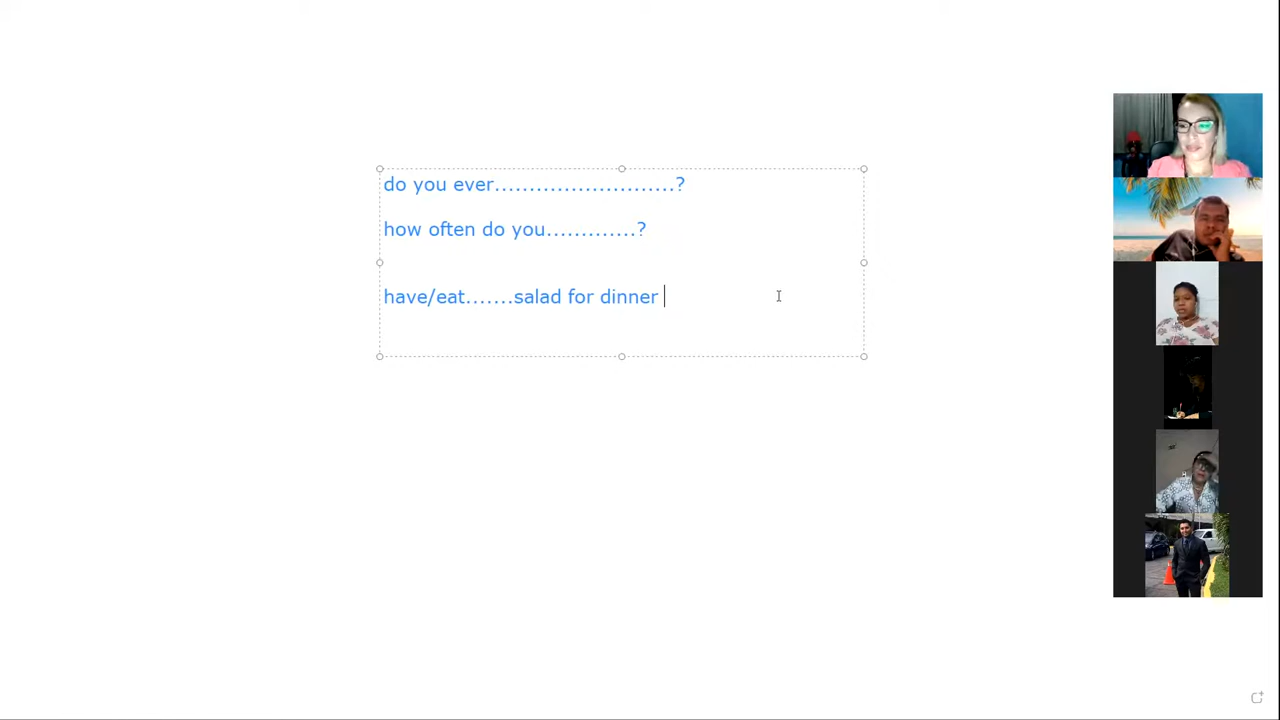 do you ever..........................?
how often do you.............?
have/eat.......salad for dinner